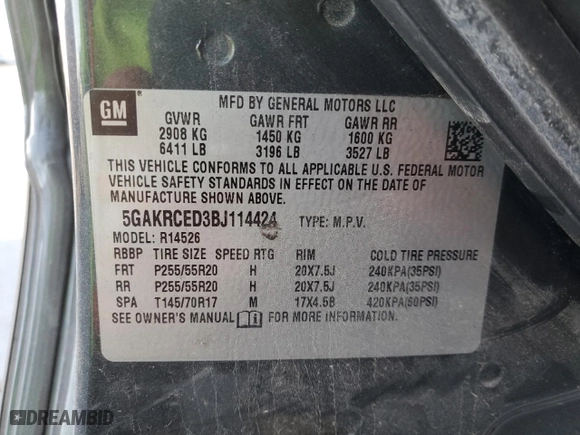 GM
MFD BY GENERAL MOTORS LLC
GVWR GAWR FRT GAWR RR
2908 KG 1450 KG 1600 KG
6411 LB 3196 LB 3527 LB
THIS VEHICLE CONFORMS TO ALL APPLICABLE U.S. FEDERAL MOTOR
VEHICLE SAFETY STANDARDS IN EFFECT ON THE DATE OF
MANUFACTURE SHOWN ABOVE.
5GAKRCED3BJ114424 TYPE: M.P.V.
MODEL: R14526
RBBP TIRE SIZE SPEED RTG RIM COLD TIRE PRESSURE
FRT P255/55R20 H 20X7.5J 240KPA(35PSI)
RR P255/55R20 H 20X7.5J 240KPA(35PSI)
SPA T145/70R17 M 17X4.5B 420KPA(60PSI)
SEE OWNER'S MANUAL FOR MORE INFORMATION.
DREAMBID